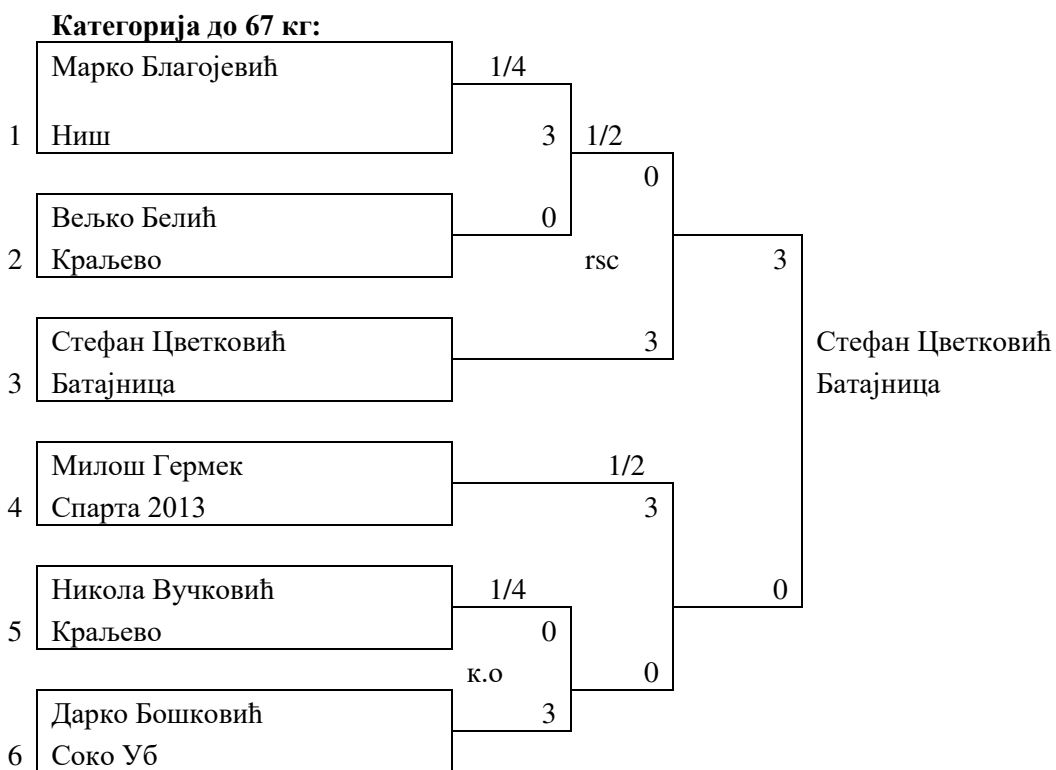 Категорија до 67 кг:
Марко Благојевић 1/4
1 Ниш 3 1/2
0
Вељко Белић 0
2 Краљево rsc 3
Стефан Цветковић 3 Стефан Цветковић
3 Батајница Батајница
Милош Гермек 1/2
4 Спарта 2013 3
Никола Вучковић 1/4 0
5 Краљево 0
к.о 0
Дарко Бошковић 3
6 Соко Уб